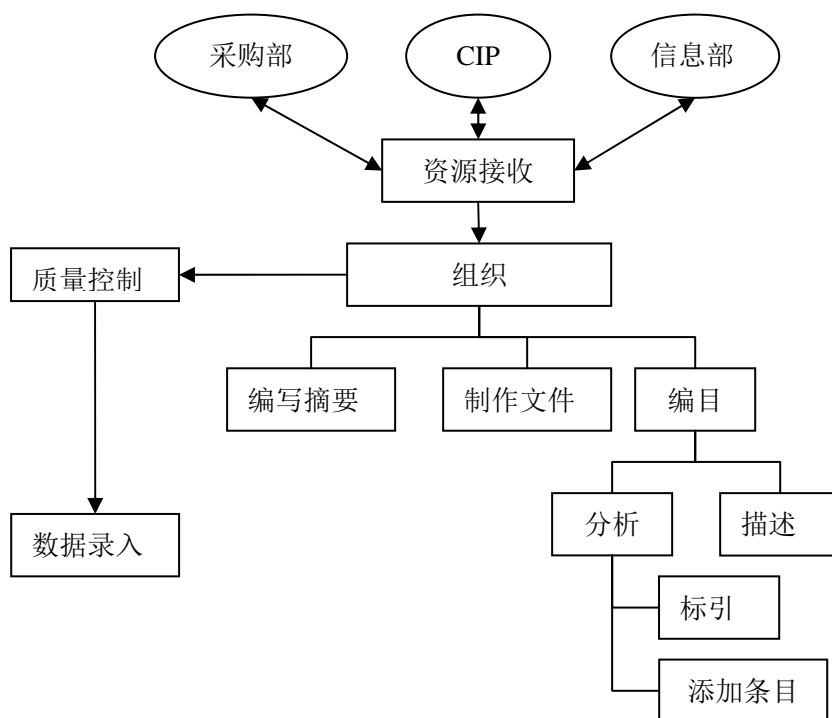 采购部
CIP
信息部
资源接收
质量控制
组织
编写摘要
制作文件
编目
分析
描述
数据录入
标引
添加条目